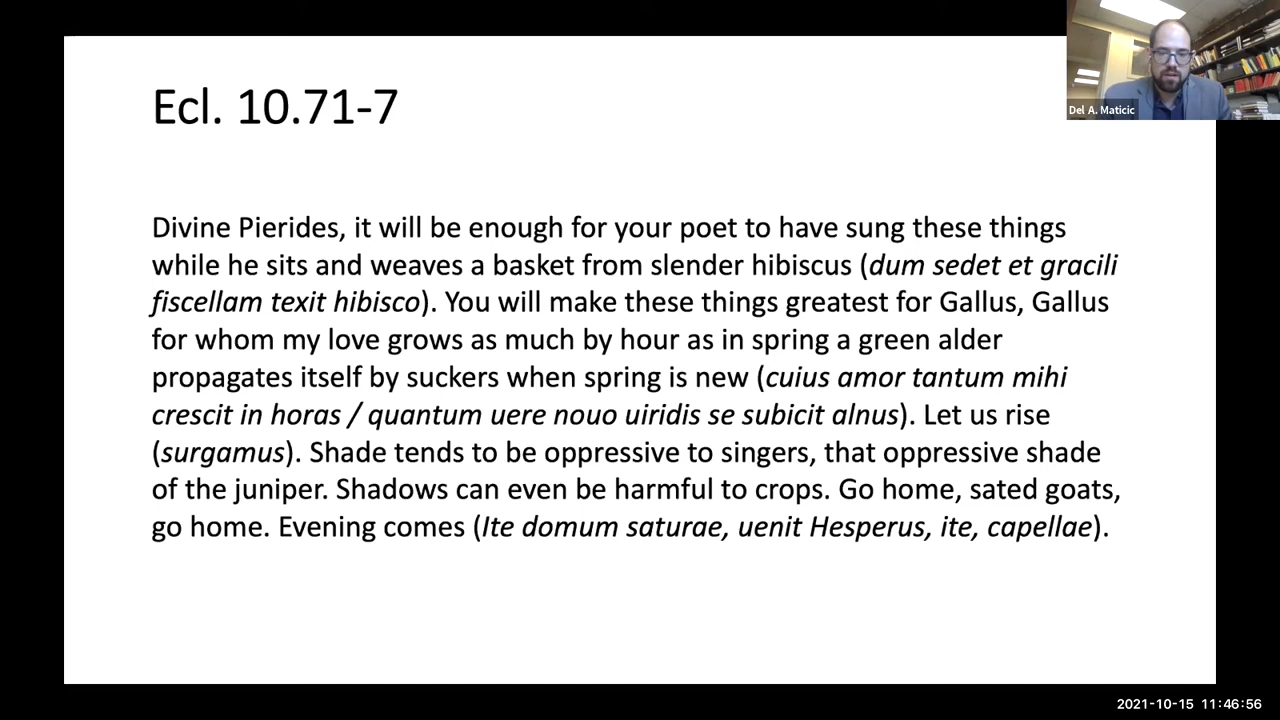 Ecl. 10.71-7
Del A. Maticic
Divine Pierides, it will be enough for your poet to have sung these things
while he sits and weaves a basket from slender hibiscus (dum sedet et gracili
fiscellam texit hibisco). You will make these things greatest for Gallus, Gallus
for whom my love grows as much by hour as in spring a green alder
propagates itself by suckers when spring is new (cuius amor tantum mihi
crescit in horas / quantum uere nouo uiridis se subicit alnus). Let us rise
(surgamus). Shade tends to be oppressive to singers, that oppressive shade
of the juniper. Shadows can even be harmful to crops. Go home, sated goats,
go home. Evening comes (Ite domum saturae, uenit Hesperus, ite, capellae).
2021-10-15 11:46:56